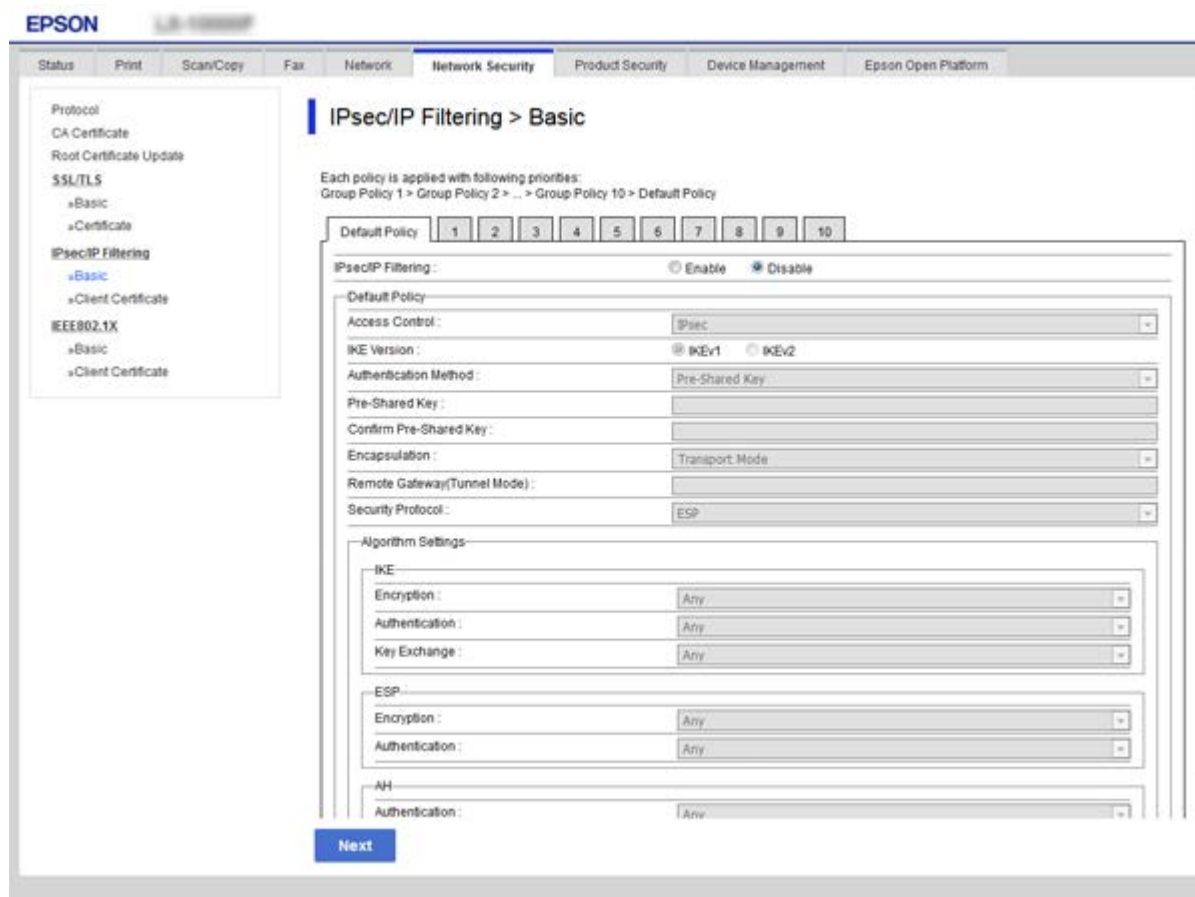 EPSON
Status Print Scan/Copy Fax Network Network Security Product Security Device Management Epson Open Platform
Protocol
CA Certificate
Root Certificate Update
SSL/TLS
»Basic
»Certificate
IPsec/IP Filtering
»Basic
»Client Certificate
IEEE802.1X
»Basic
»Client Certificate
IPsec/IP Filtering > Basic
Each policy is applied with following priorities:
Group Policy 1 > Group Policy 2 > ... > Group Policy 10 > Default Policy
Default Policy 1 2 3 4 5 6 7 8 9 10
IPsec/IP Filtering : Enable Disable
Default Policy
Access Control : IPsec
IKE Version : IKEv1 IKEv2
Authentication Method : Pre-Shared Key
Pre-Shared Key :
Confirm Pre-Shared Key :
Encapsulation : Transport Mode
Remote Gateway(Tunnel Mode) :
Security Protocol : ESP
Algorithm Settings
IKE
Encryption : Any
Authentication : Any
Key Exchange : Any
ESP
Encryption : Any
Authentication : Any
AH
Authentication : Any
Next